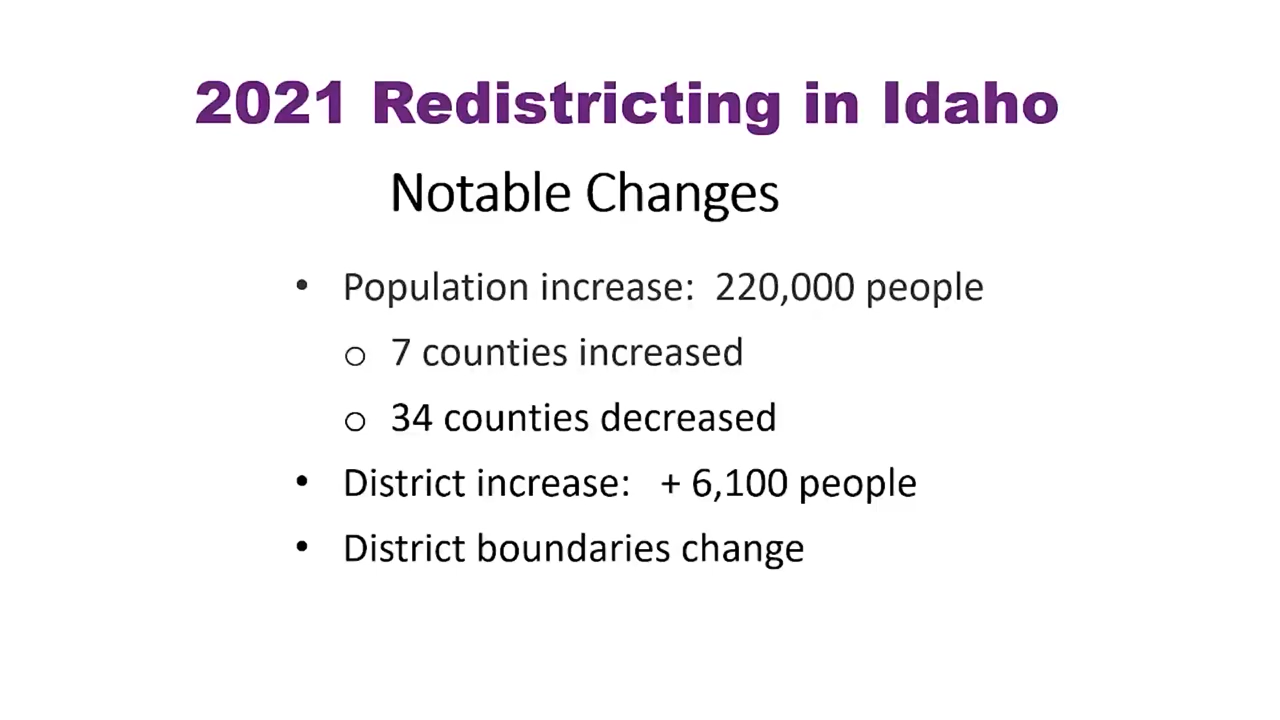 2021 Redistricting in Idaho
Notable Changes
• Population increase: 220,000 people
o 7 counties increased
o 34 counties decreased
• District increase: + 6,100 people
• District boundaries change